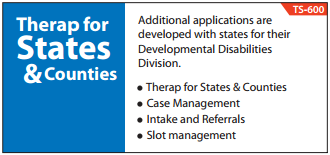 Therap for
States
& Counties
TS-600
Additional applications are
developed with states for their
Developmental Disabilities
Division.
● Therap for States & Counties
● Case Management
● Intake and Referrals
● Slot management